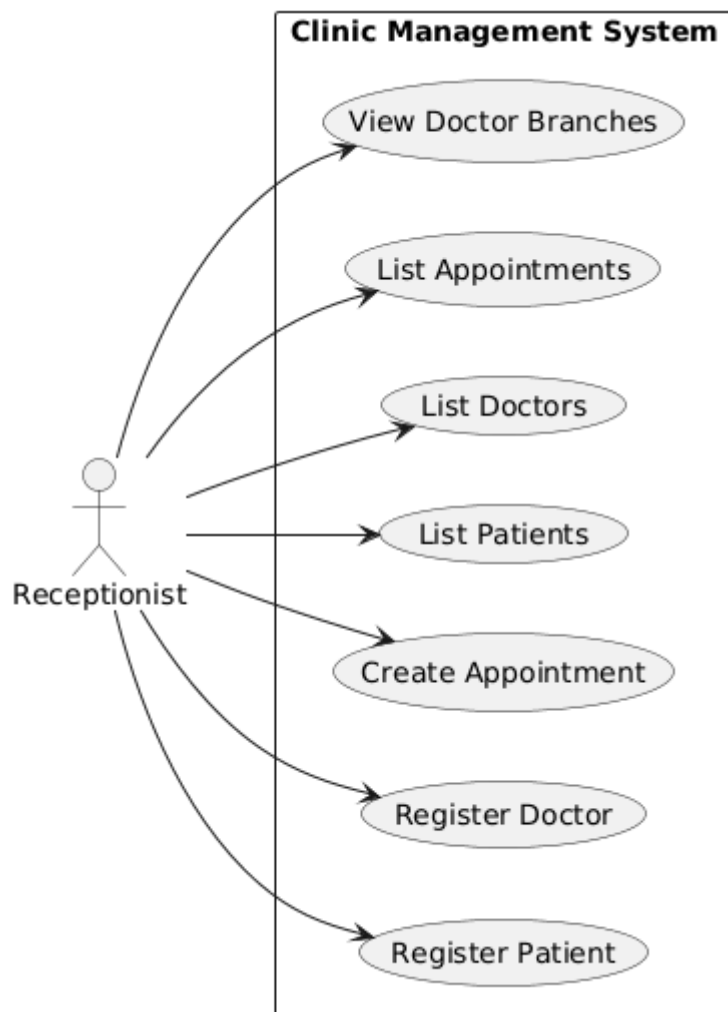 Clinic Management System
View Doctor Branches
List Appointments
List Doctors
List Patients
Receptionist
Create Appointment
Register Doctor
Register Patient